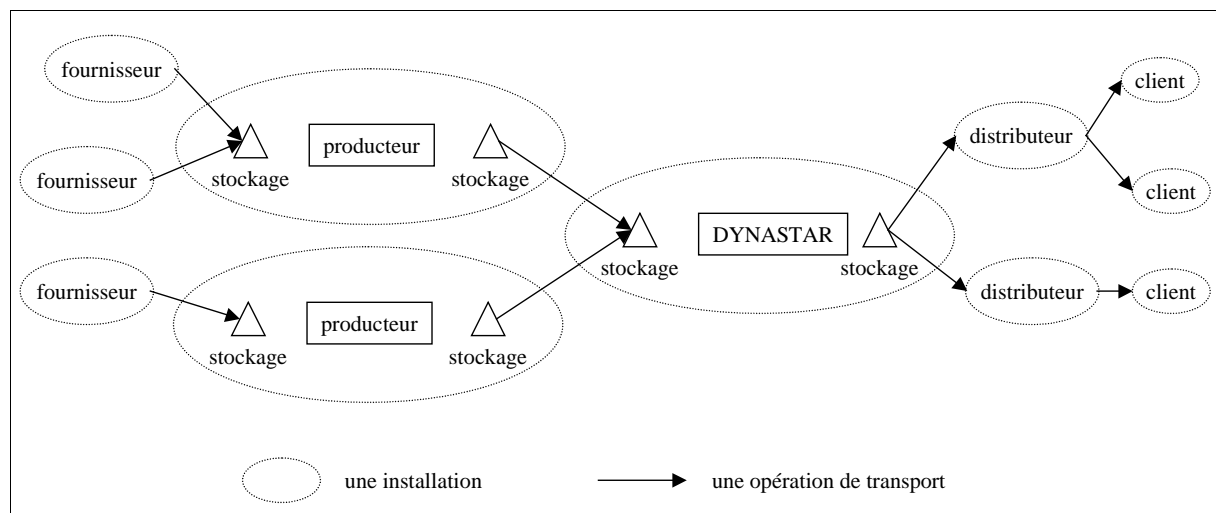 fournisseur
fournisseur
stockage
producteur
stockage
fournisseur
stockage
producteur
stockage
stockage
DYNASTAR
stockage
distributeur
client
client
distributeur
client
une installation
une opération de transport